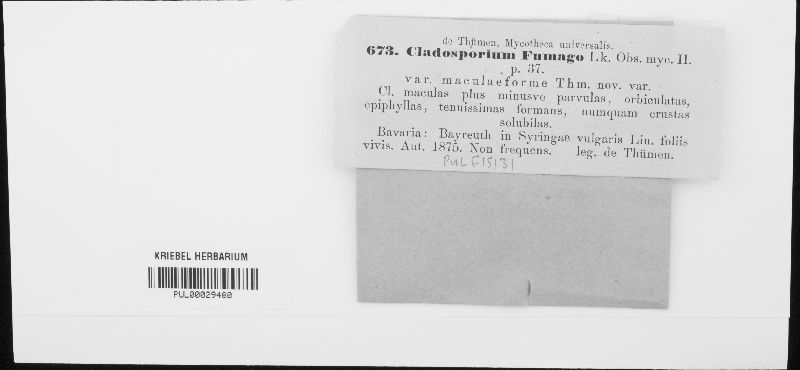 de Thümen, Mycotheca universalis.
673. Cladosporium Fumago Lk. Obs. myc. II.
p. 37.
var. maculaeforme Thm. nov. var.
Cl. maculas plus minusve parvulas, orbiculatas,
epiphyllas, tenuissimas formans, numquam crustas
solubilas.
Bavaria: Bayreuth in Syringae vulgaris Lin. foliis
vivis. Aut. 1875. Non frequens. leg. de Thümen.
PUL F15131
KRIEBEL HERBARIUM
PUL00029480